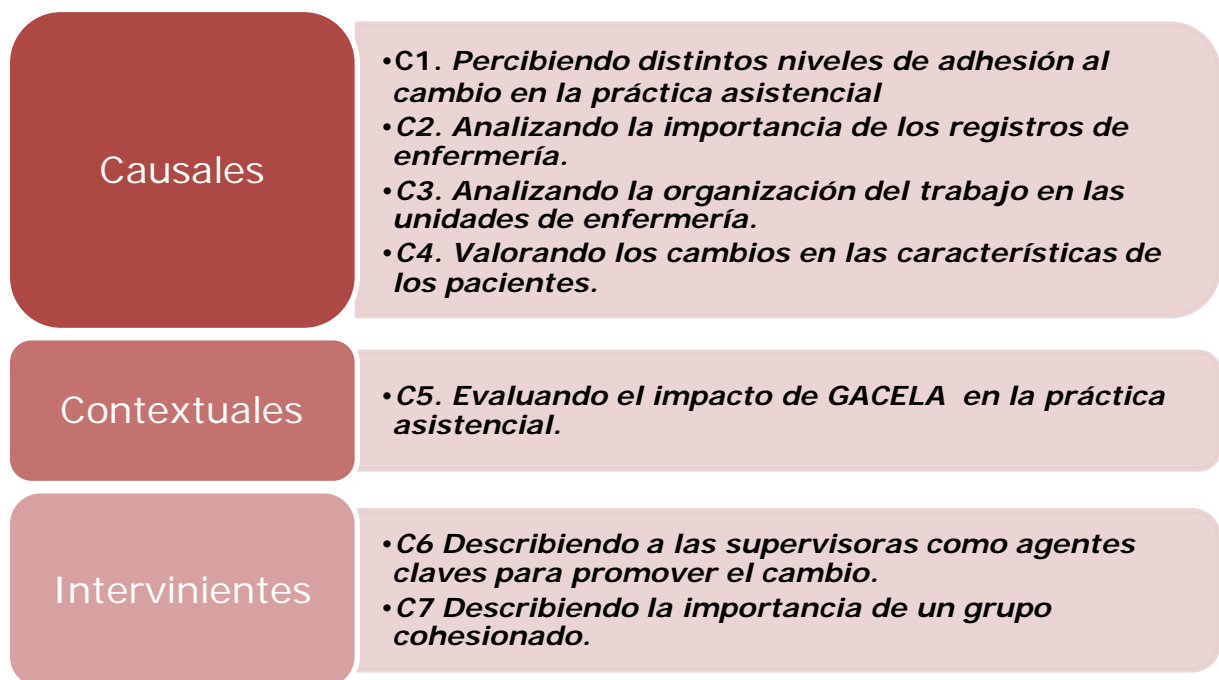 Causales
•C1. Percibiendo distintos niveles de adhesión al
cambio en la práctica asistencial
•C2. Analizando la importancia de los registros de
enfermería.
•C3. Analizando la organización del trabajo en las
unidades de enfermería.
•C4. Valorando los cambios en las características de
los pacientes.
Contextuales
•C5. Evaluando el impacto de GACELA en la práctica
asistencial.
Intervinientes
•C6 Describiendo a las supervisoras como agentes
claves para promover el cambio.
•C7 Describiendo la importancia de un grupo
cohesionado.